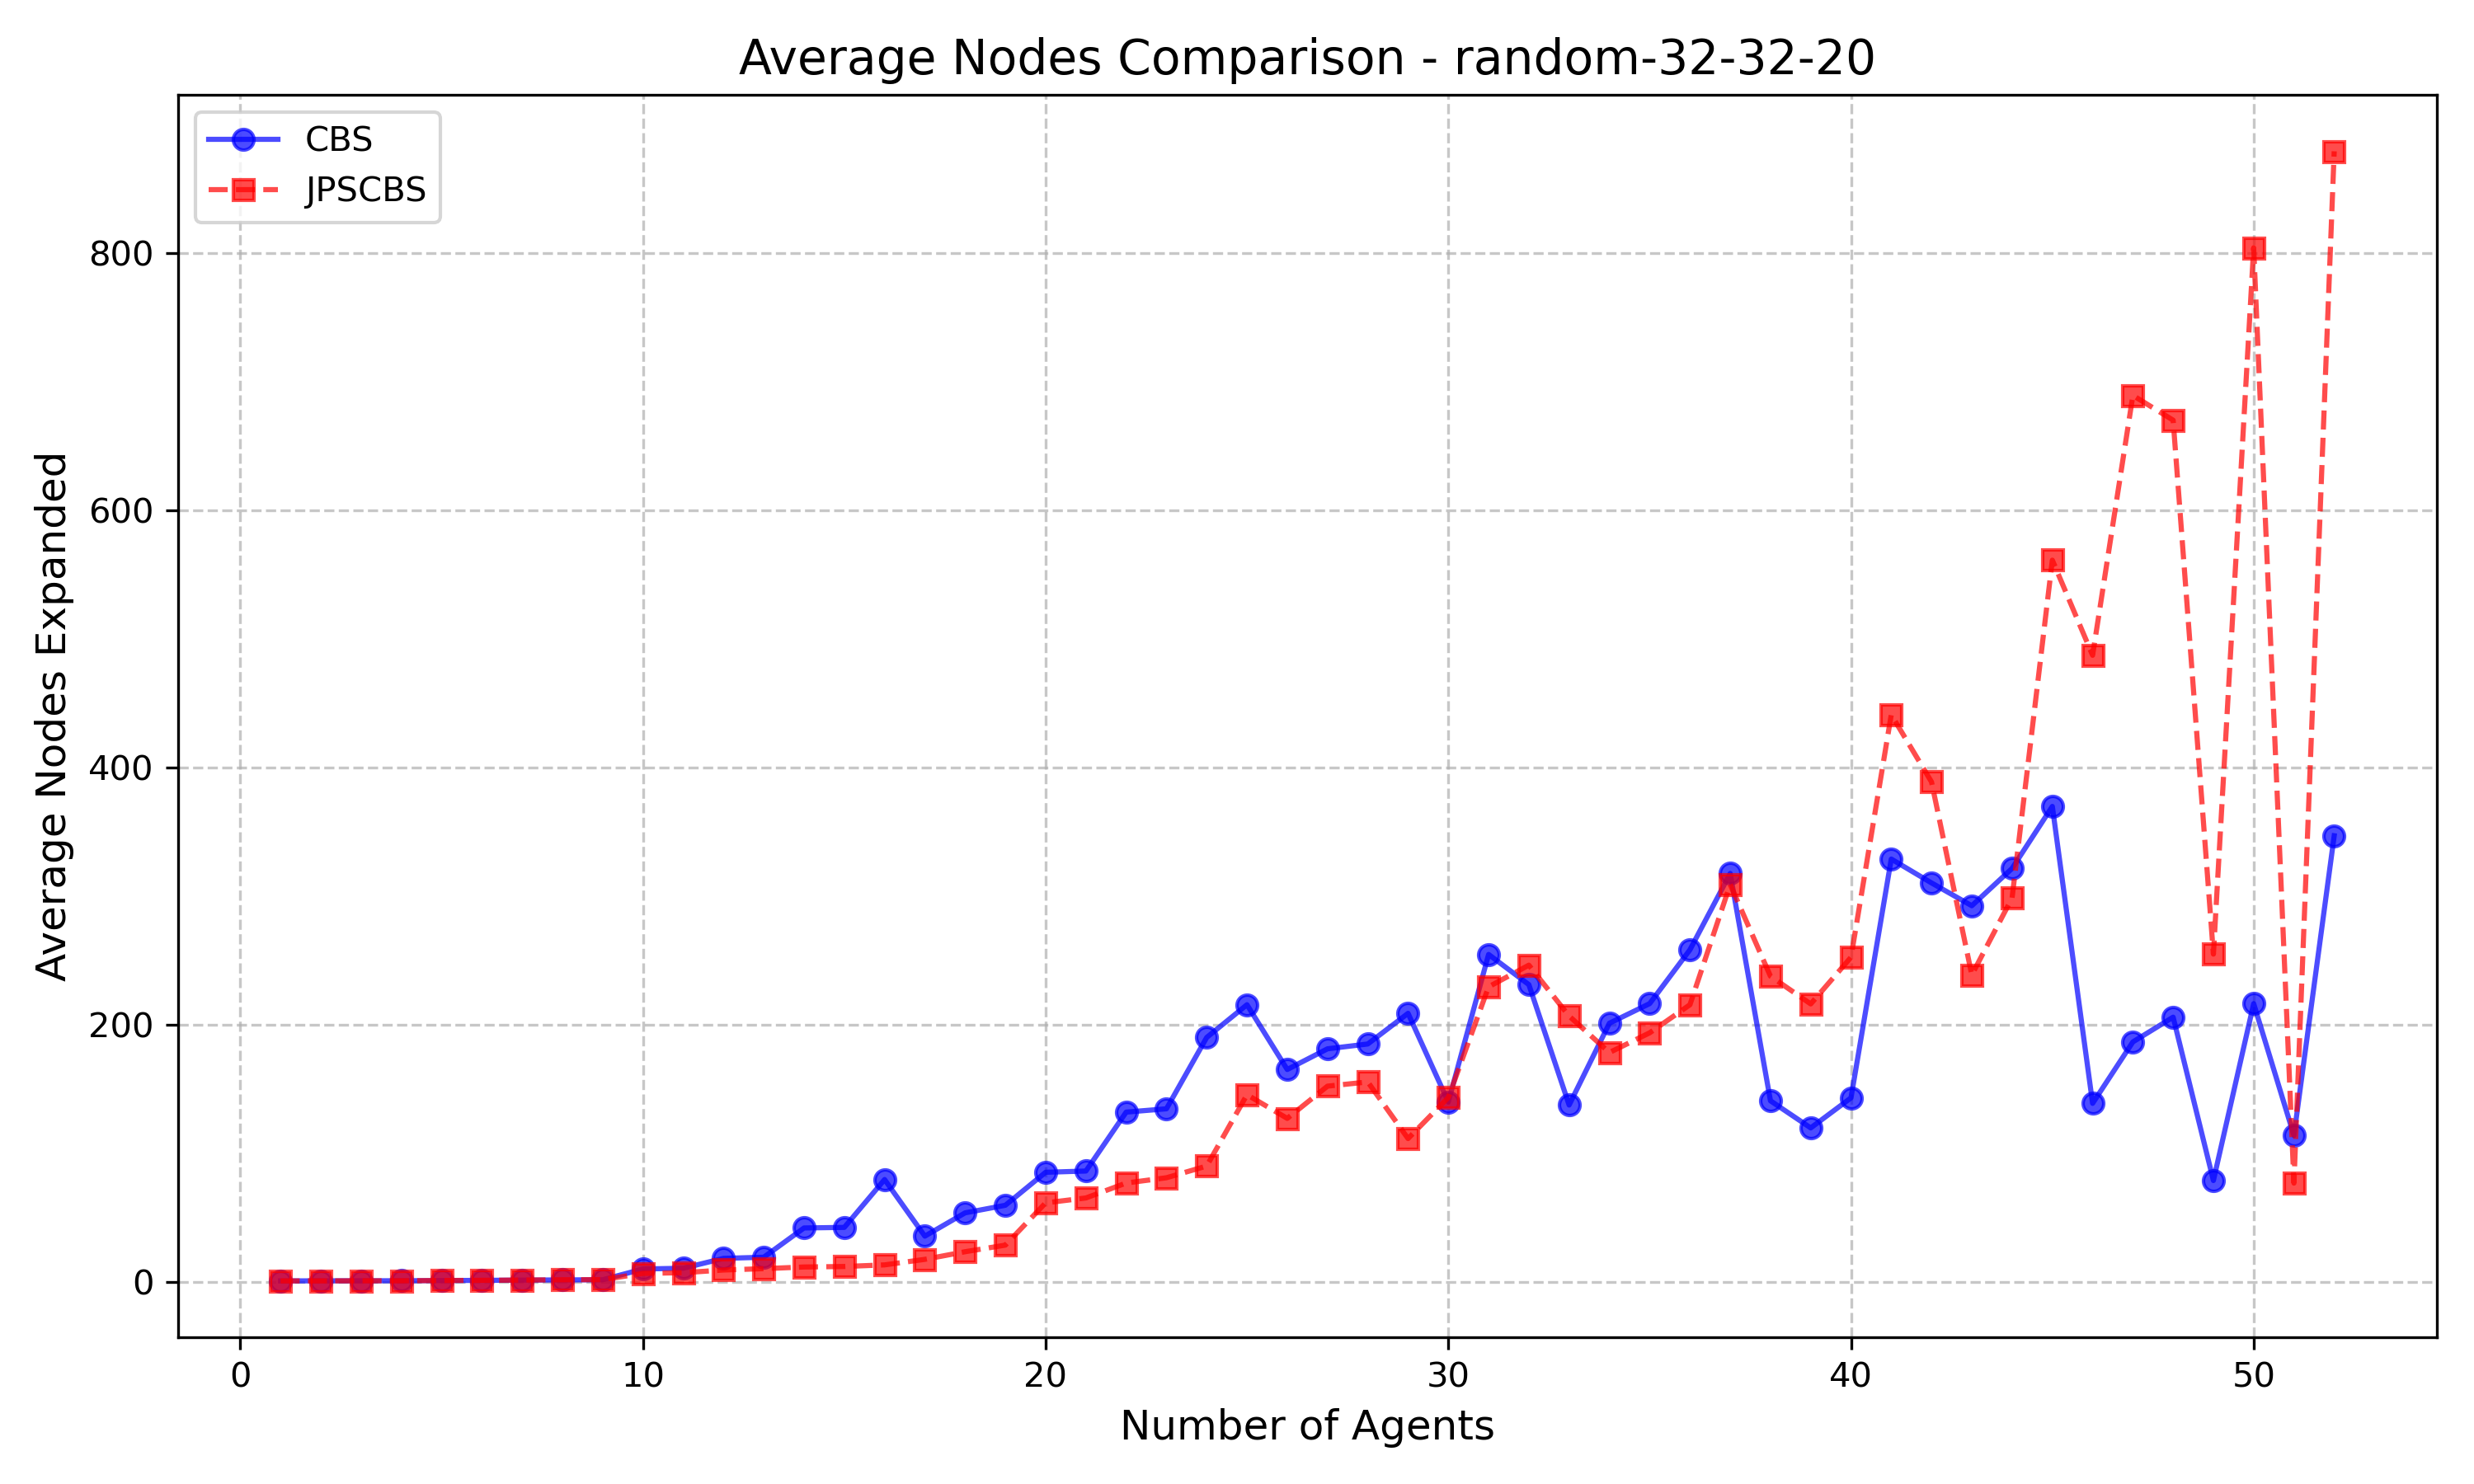 Average Nodes Comparison - random-32-32-20
CBS
JPSCBS
Average Nodes Expanded
800
600
400
200
0
0 10 20 30 40 50
Number of Agents